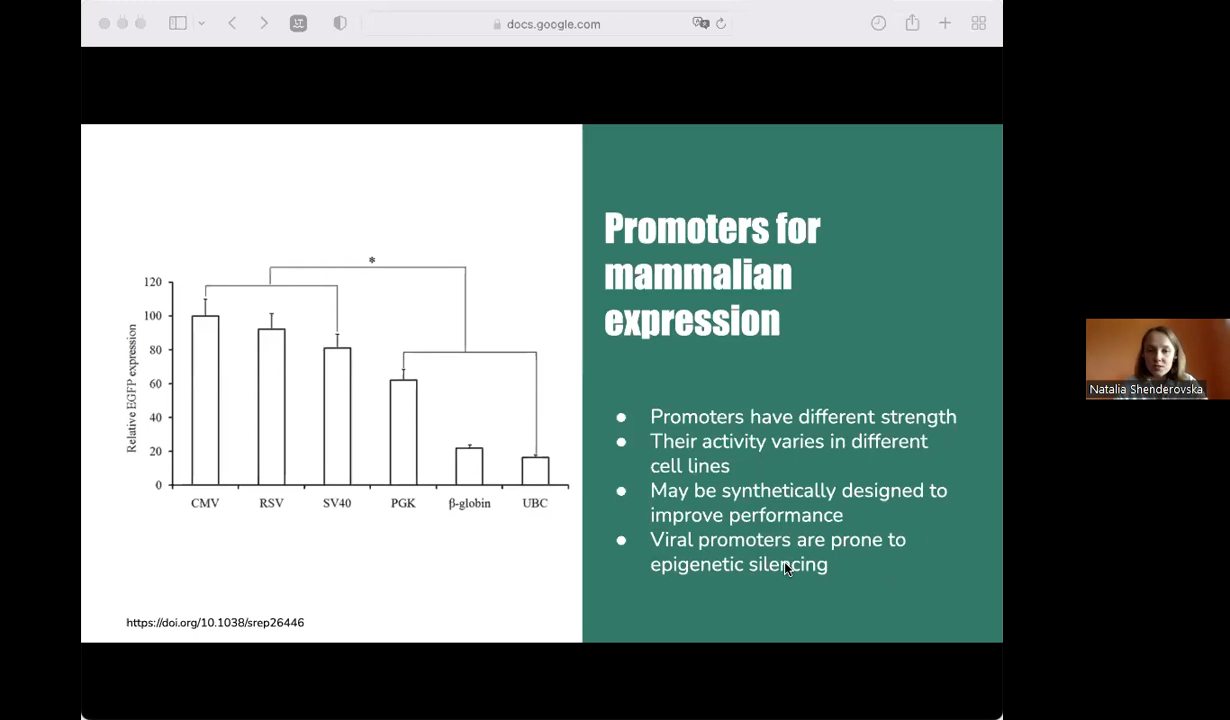 docs.google.com
Promoters for
mammalian
expression
*
120
100
80
60
40
20
0
Relative EGFP expression
CMV RSV SV40 PGK β-globin UBC
● Promoters have different strength
● Their activity varies in different
cell lines
● May be synthetically designed to
improve performance
● Viral promoters are prone to
epigenetic silencing
https://doi.org/10.1038/srep26446
Natalia Shenderovska